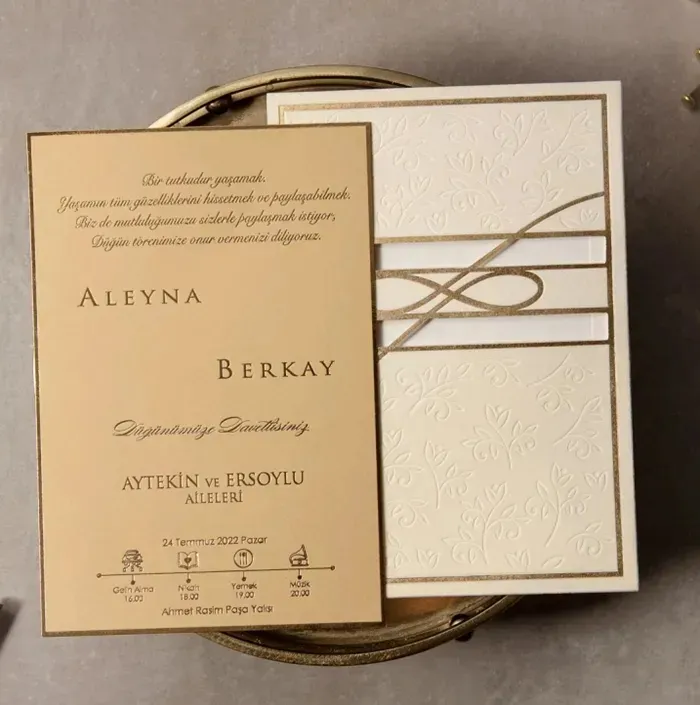 Bir tutkudur yaşamak.
Yaşamın tüm güzelliklerini hissetmek ve paylaşabilmek.
Biz de mutluluğumuzu sizlerle paylaşmak istiyor,
Düğün törenimize onur vermenizi diliyoruz.
ALEYNA
BERKAY
Düğünümüze Davetlisiniz
AYTEKİN VE ERSOYLU
AİLELERİ
24 Temmuz 2022 Pazar
Gelin Alma Nikah Yemek Müzik
16.00 18.00 19.00 20.00
Ahmet Rasim Paşa Yalısı